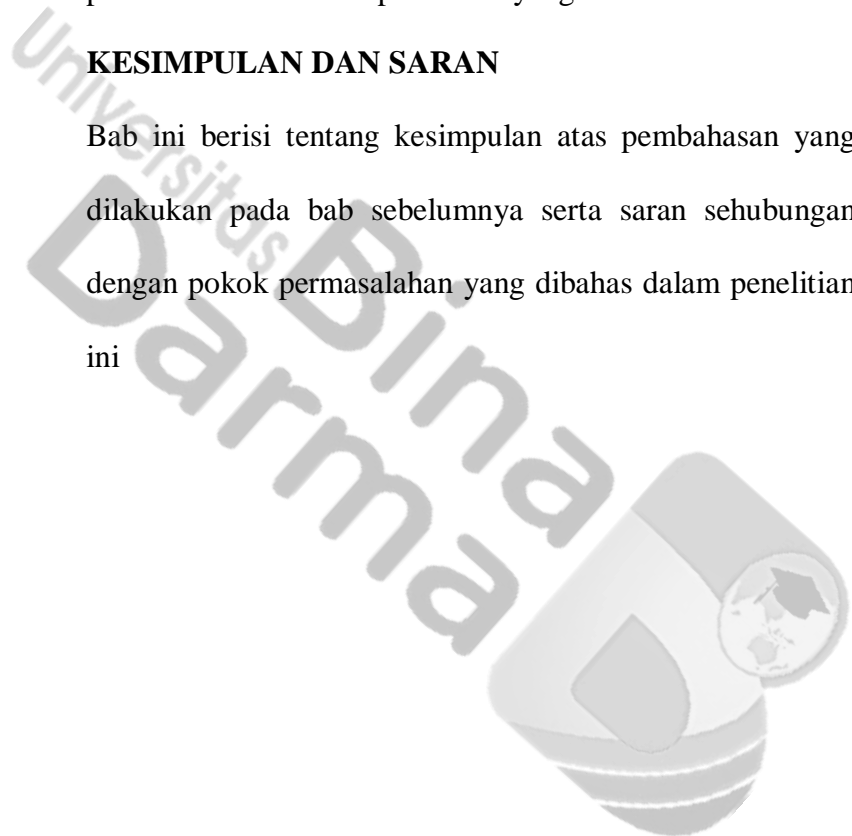 KESIMPULAN DAN SARAN
Bab ini berisi tentang kesimpulan atas pembahasan yang
dilakukan pada bab sebelumnya serta saran sehubungan
dengan pokok permasalahan yang dibahas dalam penelitian
ini
Universitas
Bina
Darma